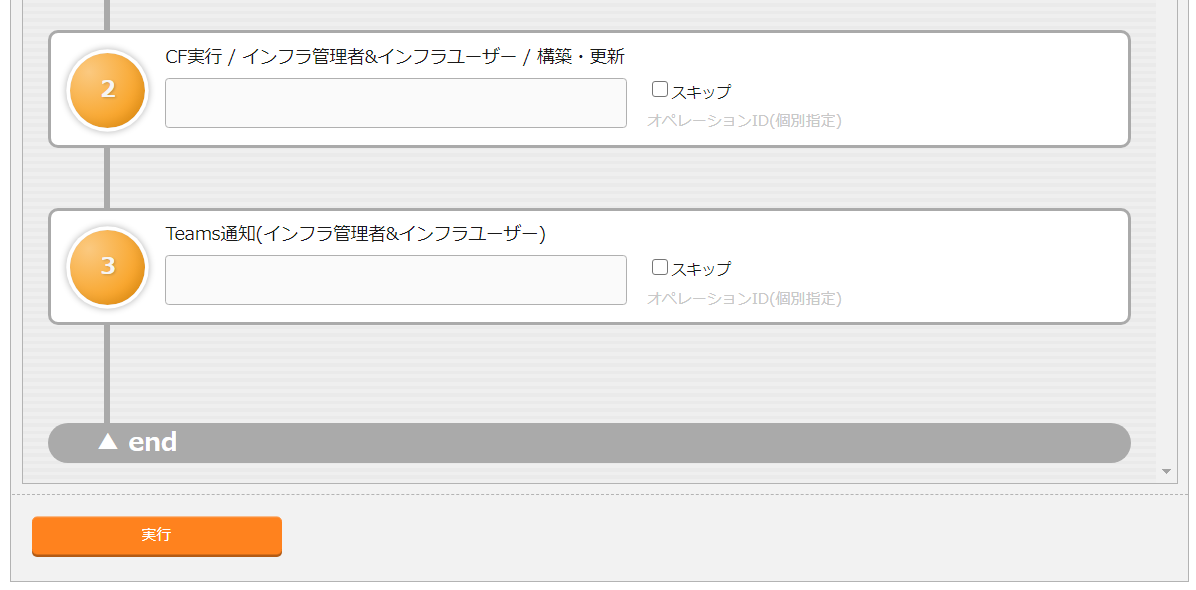 2
CF実行 / インフラ管理者&インフラユーザー / 構築・更新
スキップ
オペレーションID(個別指定)
3
Teams通知(インフラ管理者&インフラユーザー)
スキップ
オペレーションID(個別指定)
▲ end
実行